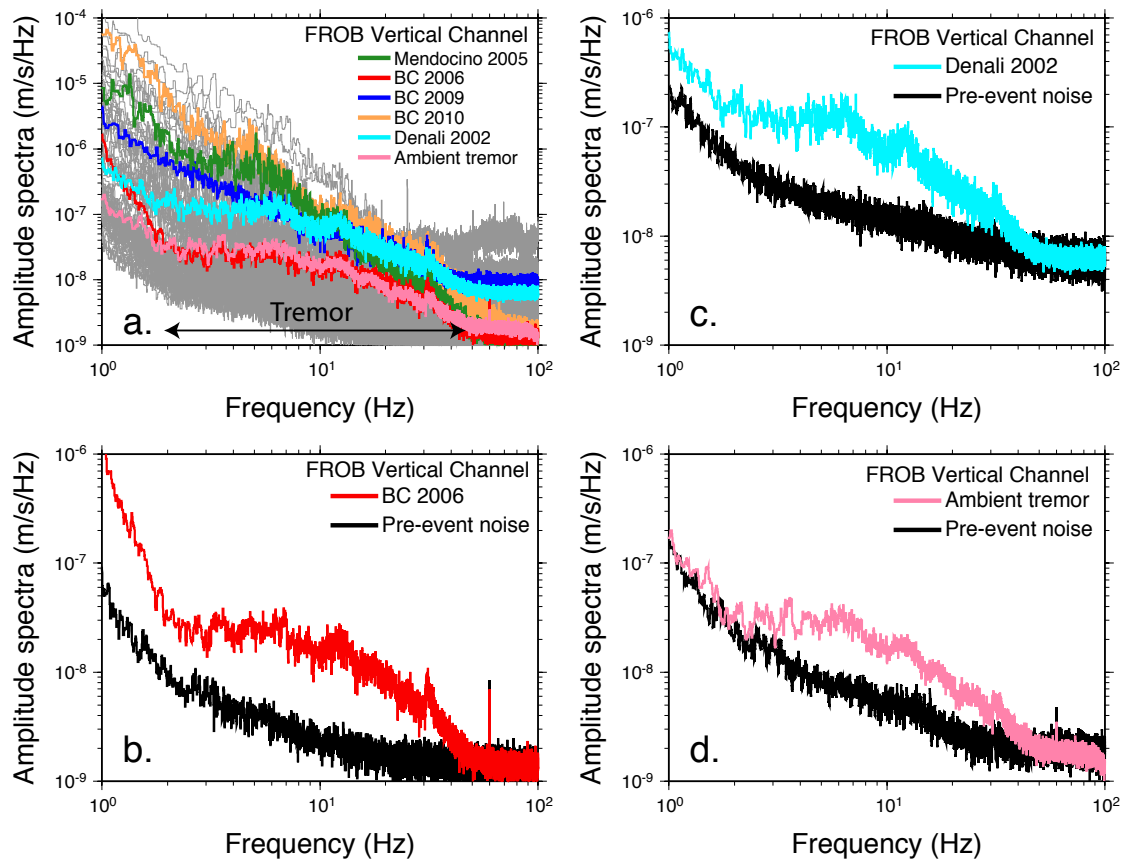 FROB Vertical Channel
Mendocino 2005
BC 2006
BC 2009
BC 2010
Denali 2002
Ambient tremor
Amplitude spectra (m/s/Hz)
10⁻⁴
10⁻⁵
10⁻⁶
10⁻⁷
10⁻⁸
10⁻⁹
a.
Tremor
10⁰ 10¹ 10²
Frequency (Hz)
FROB Vertical Channel
Denali 2002
Pre-event noise
Amplitude spectra (m/s/Hz)
10⁻⁶
10⁻⁷
10⁻⁸
10⁻⁹
c.
10⁰ 10¹ 10²
Frequency (Hz)
FROB Vertical Channel
BC 2006
Pre-event noise
Amplitude spectra (m/s/Hz)
10⁻⁶
10⁻⁷
10⁻⁸
10⁻⁹
b.
10⁰ 10¹ 10²
Frequency (Hz)
FROB Vertical Channel
Ambient tremor
Pre-event noise
Amplitude spectra (m/s/Hz)
10⁻⁶
10⁻⁷
10⁻⁸
10⁻⁹
d.
10⁰ 10¹ 10²
Frequency (Hz)